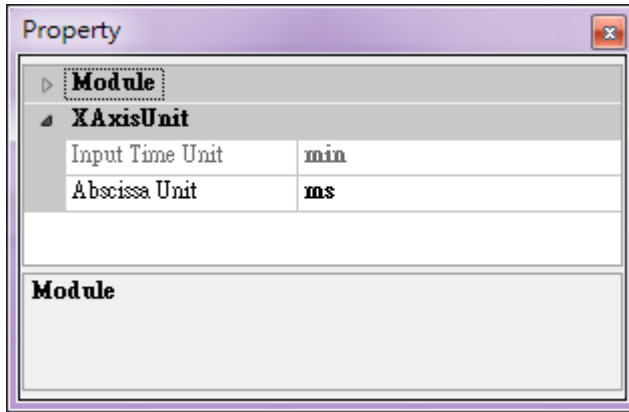 Property
Module
XAxisUnit
Input Time Unit min
Abscissa Unit ms
Module